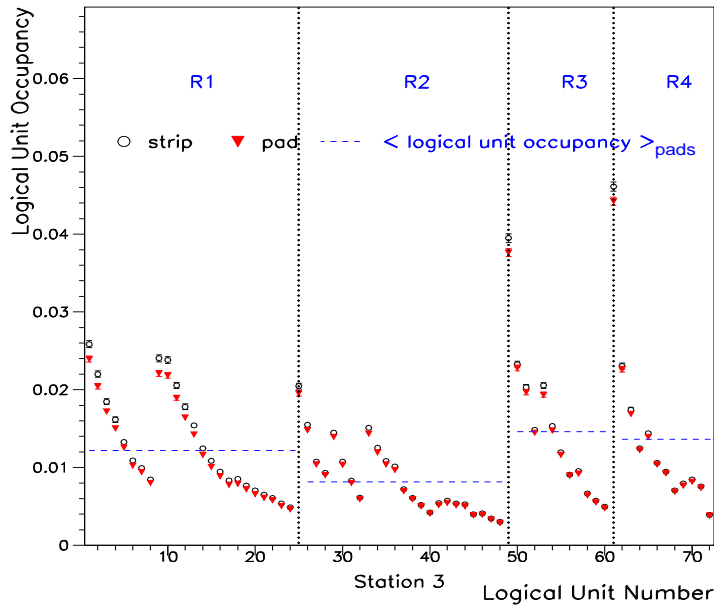 Logical Unit Occupancy
0.06
0.05
0.04
0.03
0.02
0.01
0
R1 R2 R3 R4
strip pad < logical unit occupancy >pads
10 20 30 40 50 60 70
Station 3
Logical Unit Number